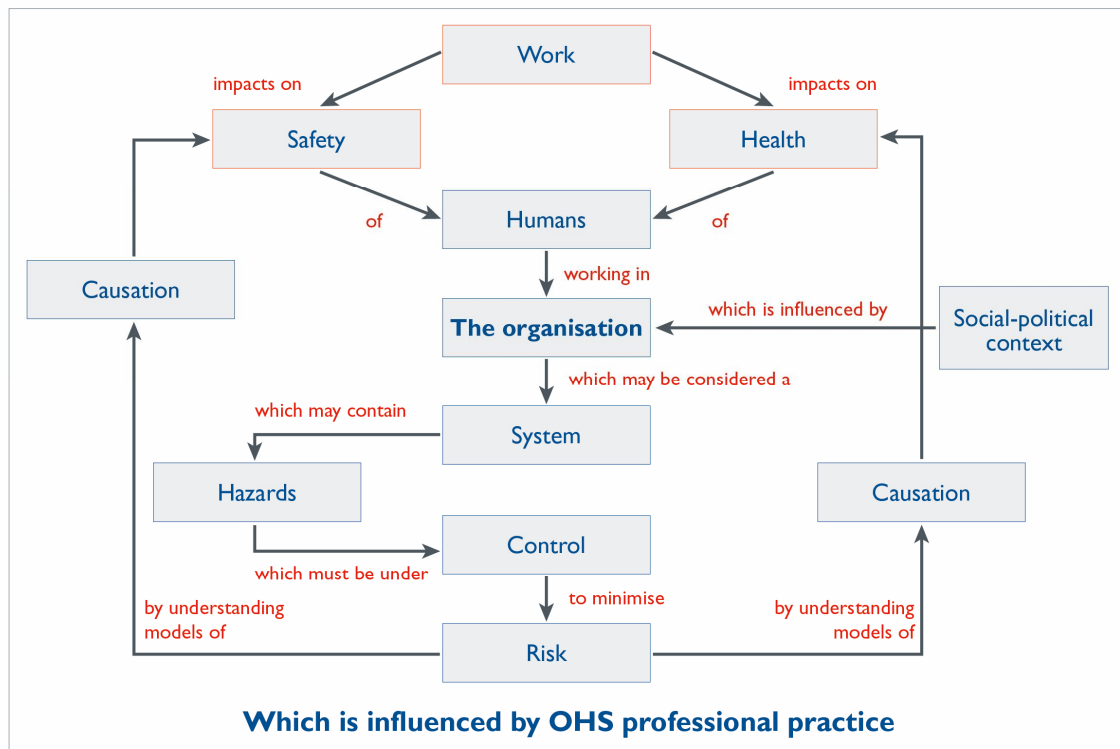 Work
impacts on
impacts on
Safety
Health
of
Humans
of
working in
Causation
The organisation
which is influenced by
Social-political
context
which may be considered a
which may contain
System
Hazards
Causation
Control
which must be under
to minimise
by understanding
models of
by understanding
models of
Risk
Which is influenced by OHS professional practice